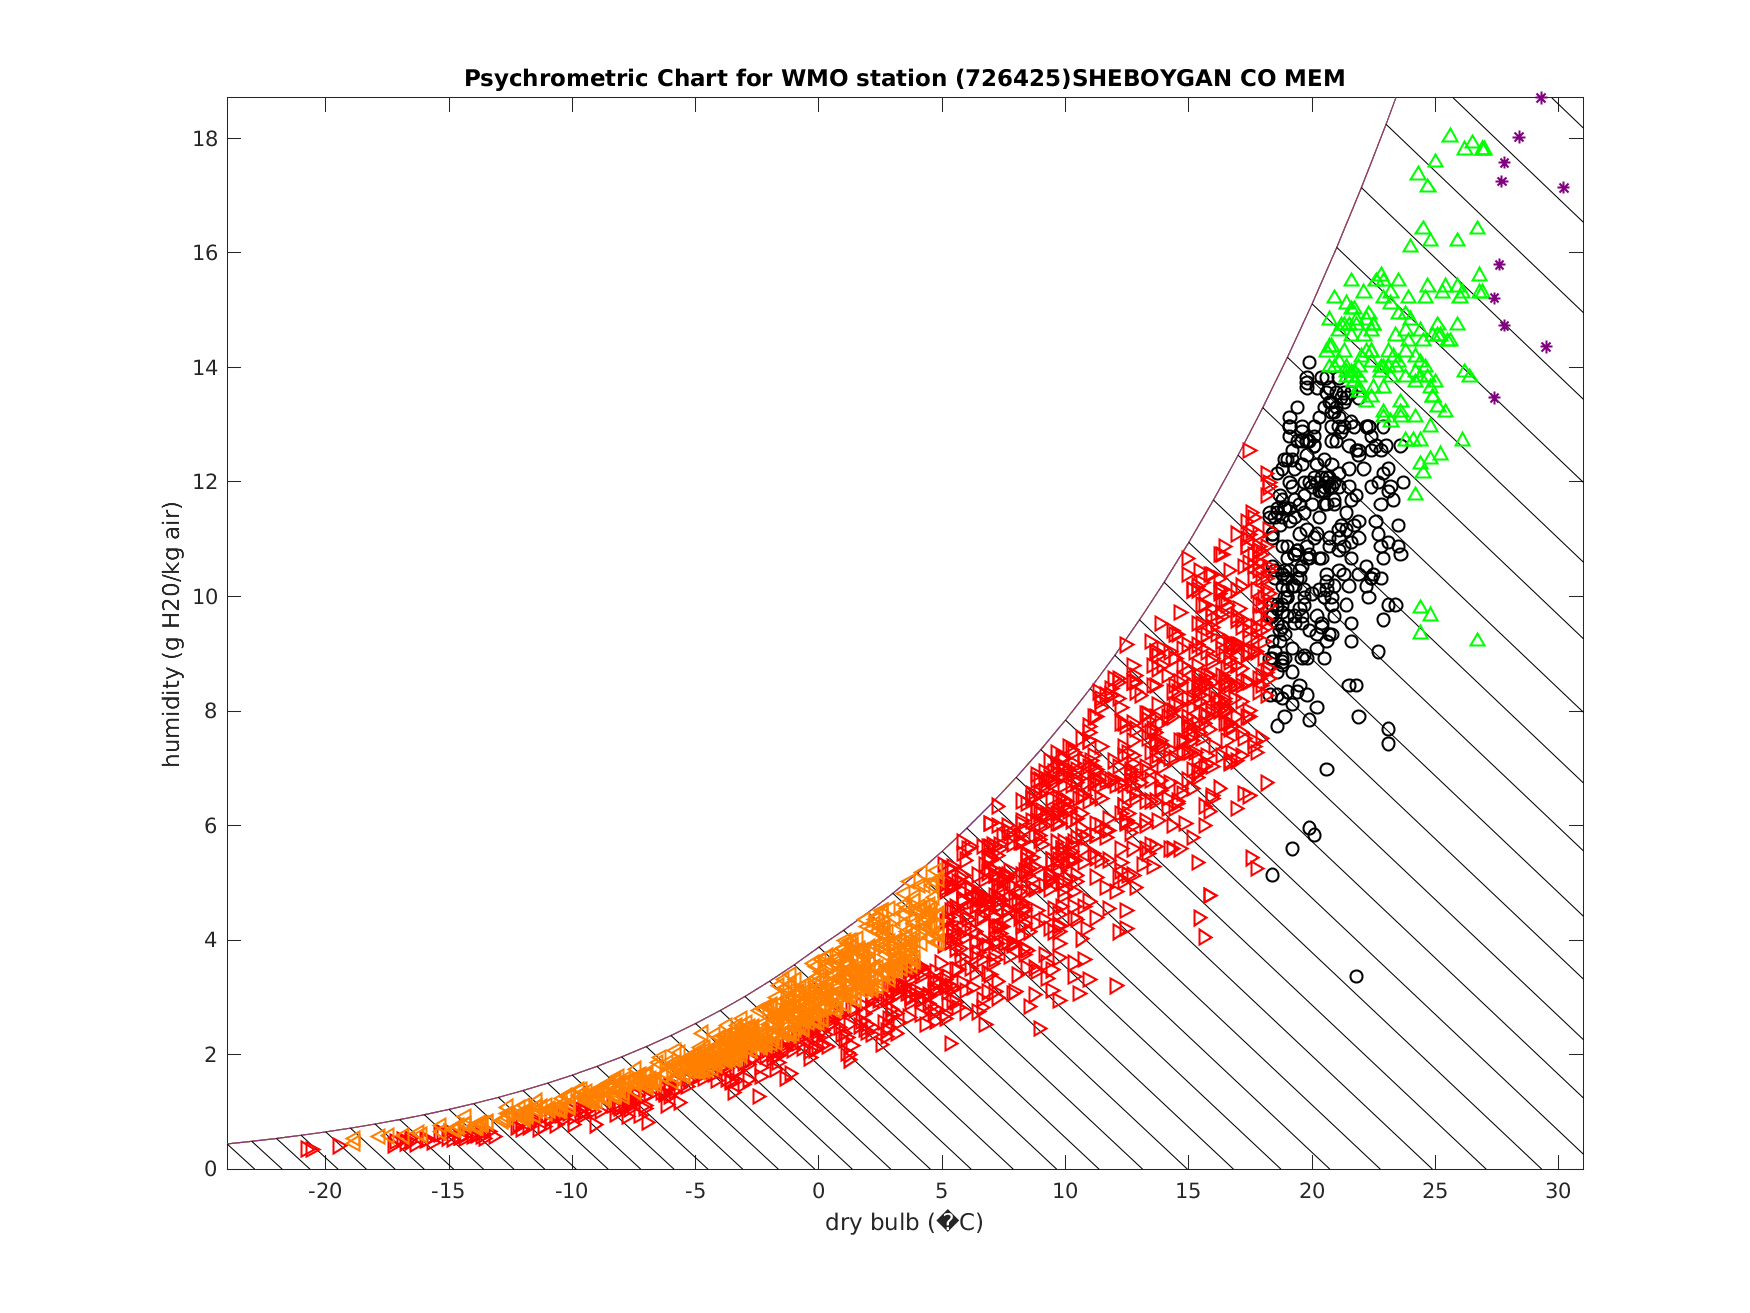 Psychrometric Chart for WMO station (726425)SHEBOYGAN CO MEM
18
16
14
12
10
8
6
4
2
0
humidity (g H20/kg air)
-20 -15 -10 -5 0 5 10 15 20 25 30
dry bulb (�C)